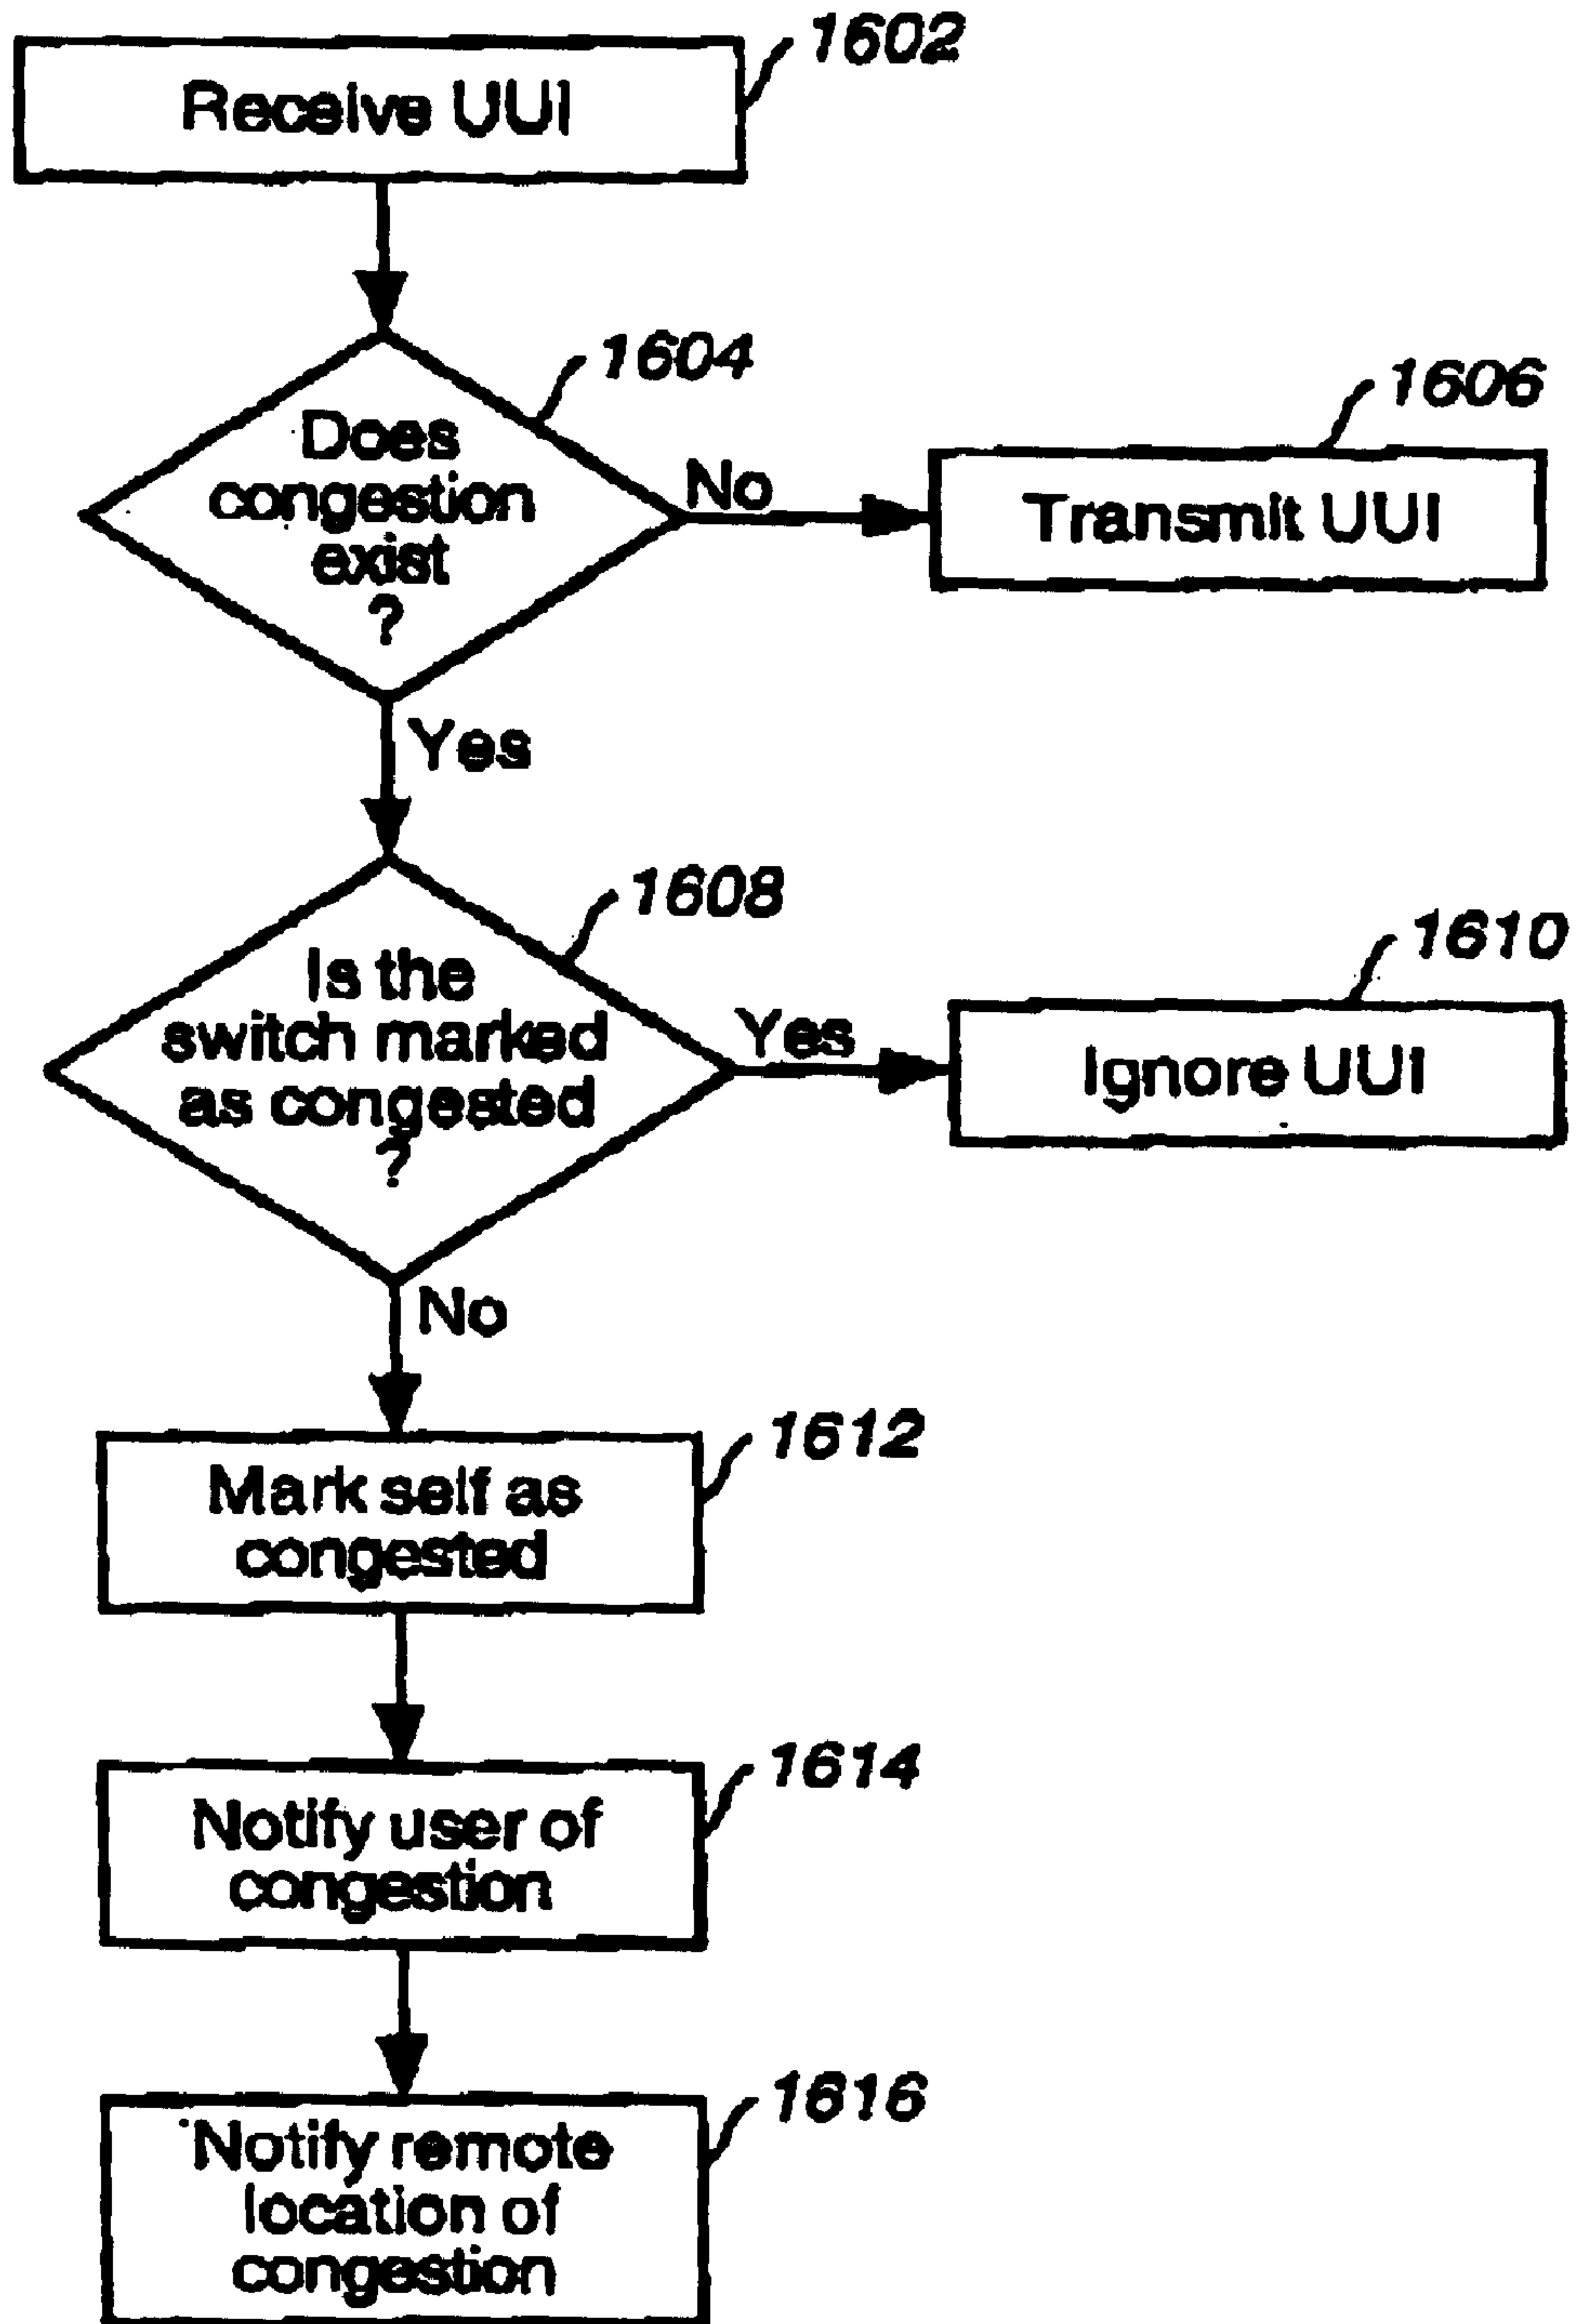 1602
Receive UUI
1604
Does
congestion
exist
?
No
1606
Transmit UUI
Yes
1608
Is the
switch marked
as congested
?
Yes
1610
Ignore UUI
No
1612
Mark self as
congested
1614
Notify user of
congestion
1616
Notify remote
location of
congestion